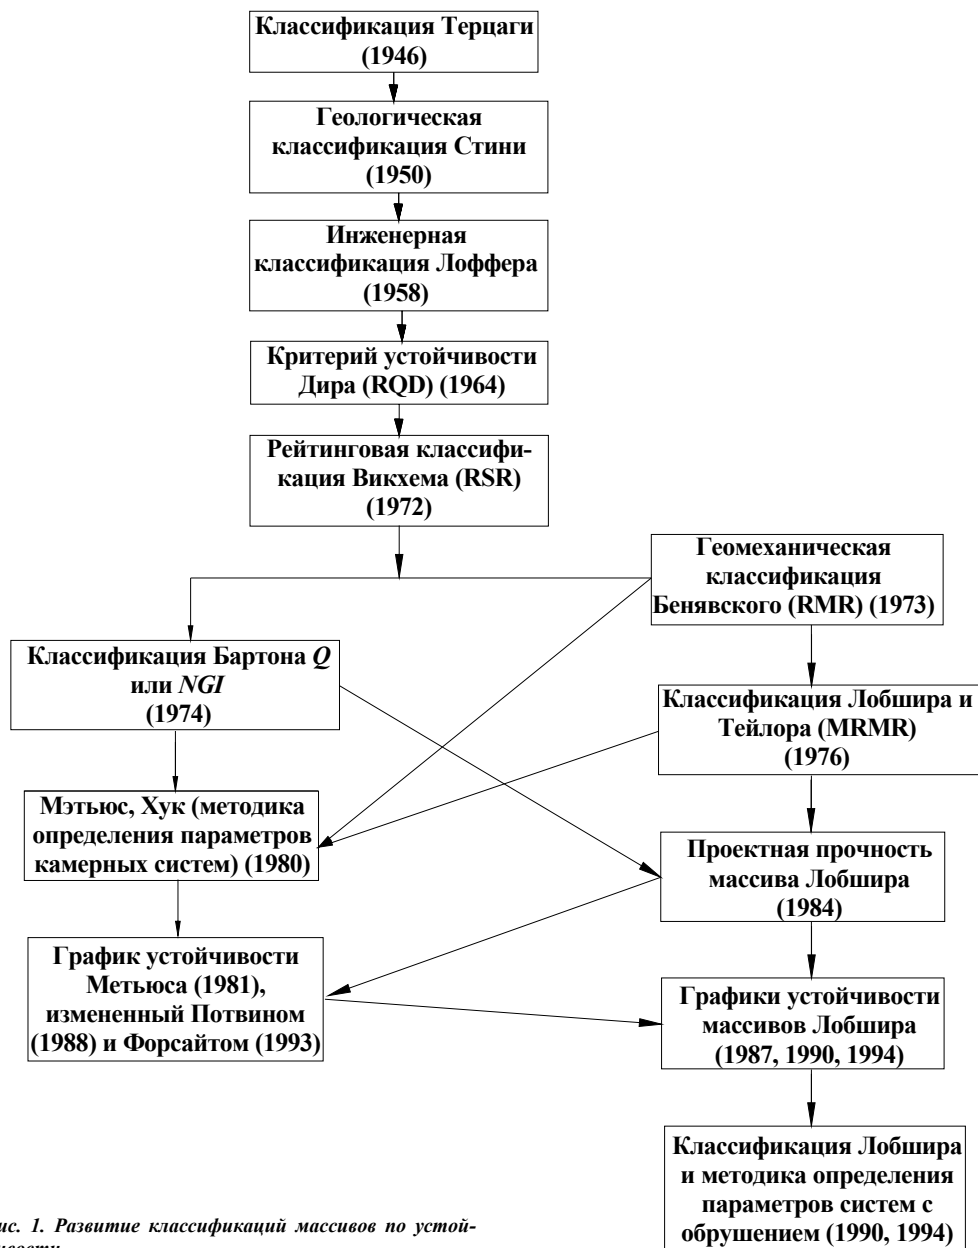 Классификация Терцаги
(1946)
Геологическая
классификация Стини
(1950)
Инженерная
классификация Лоффера
(1958)
Критерий устойчивости
Дира (RQD) (1964)
Рейтинговая классифи-
кация Викхема (RSR)
(1972)
Геомеханическая
классификация
Бенявского (RMR) (1973)
Классификация Бартона Q
или NGI
(1974)
Классификация Лобшира и
Тейлора (MRMR)
(1976)
Мэтьюс, Хук (методика
определения параметров
камерных систем) (1980)
Проектная прочность
массива Лобшира
(1984)
График устойчивости
Метьюса (1981),
измененный Потвином
(1988) и Форсайтом (1993)
Графики устойчивости
массивов Лобшира
(1987, 1990, 1994)
Классификация Лобшира
и методика определения
параметров систем с
обрушением (1990, 1994)
ис. 1. Развитие классификаций массивов по устой-